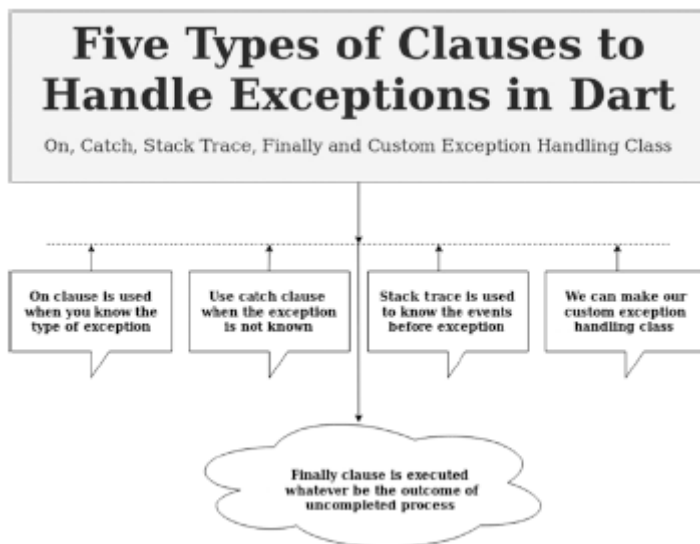 Five Types of Clauses to
Handle Exceptions in Dart
On, Catch, Stack Trace, Finally and Custom Exception Handling Class
On clause is used
when you know the
type of exception
Use catch clause
when the exception
is not known
Stack trace is used
to know the events
before exception
We can make our
custom exception
handling class
Finally clause is executed
whatever be the outcome of
uncompleted process